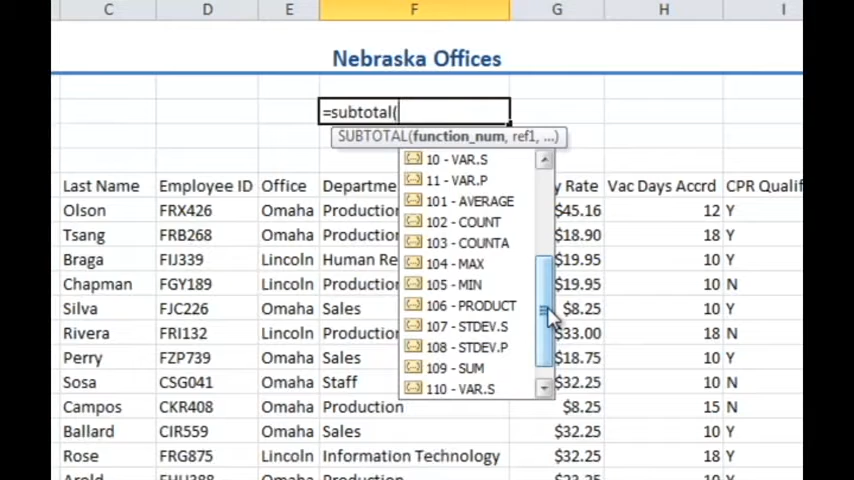 C D E F G H I
Nebraska Offices
=subtotal(
SUBTOTAL(function_num, ref1, ...)
10 - VAR.S
11 - VAR.P
101 - AVERAGE
102 - COUNT
103 - COUNTA
104 - MAX
105 - MIN
106 - PRODUCT
107 - STDEV.S
108 - STDEV.P
109 - SUM
110 - VAR.S
Last Name Employee ID Office Departme y Rate Vac Days Accrd CPR Qualif
Olson FRX426 Omaha Production $45.16 12 Y
Tsang FRB268 Omaha Production $18.90 18 Y
Braga FIJ339 Lincoln Human Re $19.95 10 Y
Chapman FGY189 Lincoln Production $19.95 10 N
Silva FJC226 Omaha Sales $8.25 10 Y
Rivera FRI132 Lincoln Production $33.00 18 N
Perry FZP739 Omaha Sales $18.75 10 Y
Sosa CSG041 Omaha Staff $32.25 10 N
Campos CKR408 Omaha Production $8.25 15 N
Ballard CIR559 Omaha Sales $32.25 10 Y
Rose FRG875 Lincoln Information Technology $32.25 18 Y
Omaha Production 10 Y